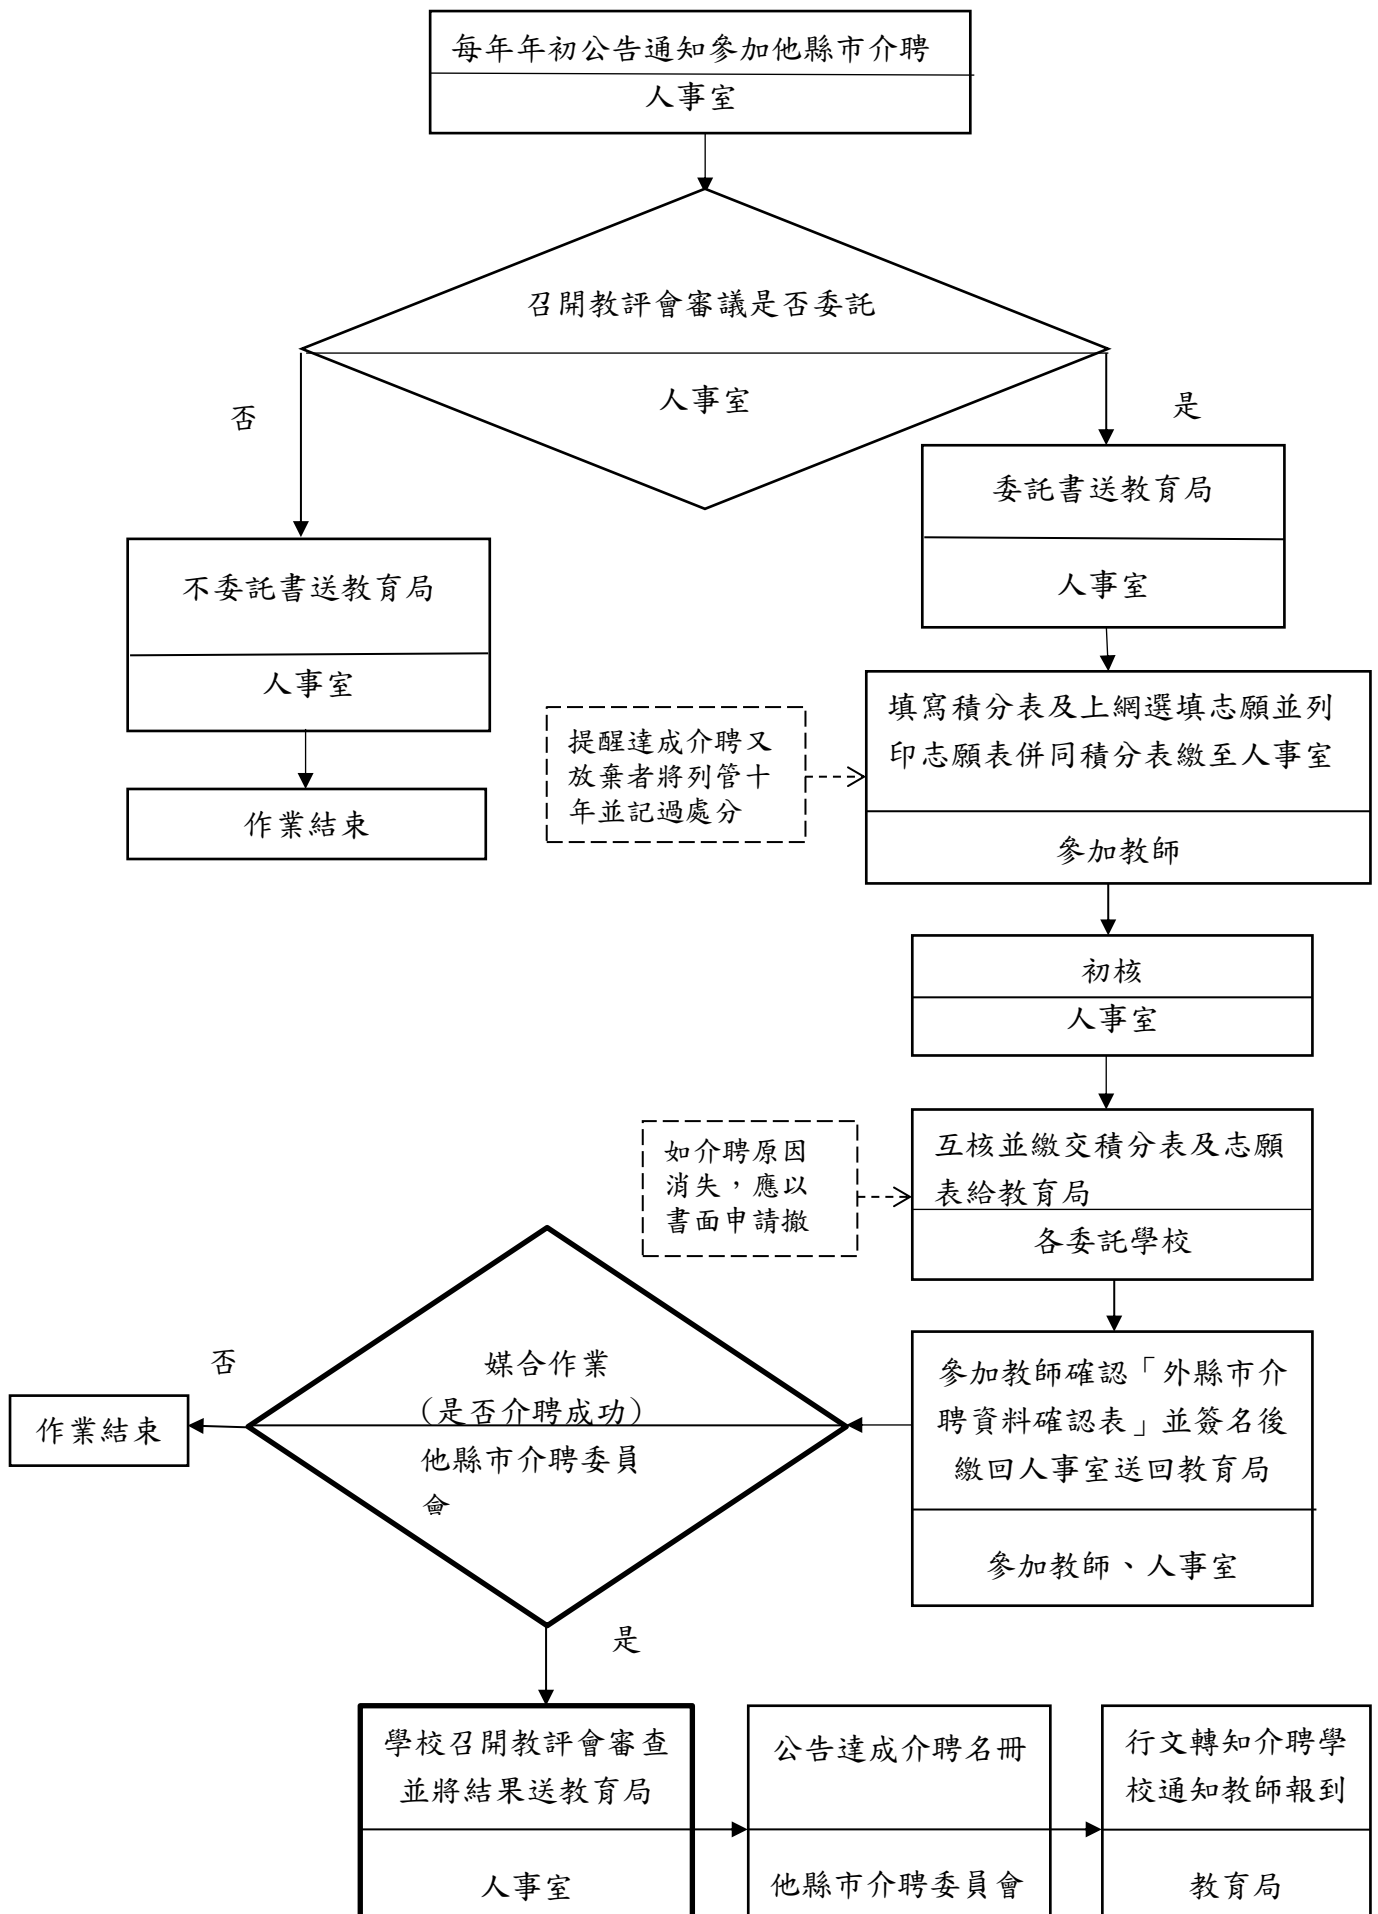 每年年初公告通知參加他縣市介聘
人事室
召開教評會審議是否委託
人事室
否
是
委託書送教育局
人事室
不委託書送教育局
人事室
作業結束
提醒達成介聘又
放棄者將列管十
年並記過處分
填寫積分表及上網選填志願並列
印志願表併同積分表繳至人事室
參加教師
初核
人事室
如介聘原因
消失，應以
書面申請撤
互核並繳交積分表及志願
表給教育局
各委託學校
參加教師確認「外縣市介
聘資料確認表」並簽名後
繳回人事室送回教育局
參加教師、人事室
媒合作業
(是否介聘成功)
他縣市介聘委員
會
否
作業結束
是
學校召開教評會審查
並將結果送教育局
人事室
公告達成介聘名冊
他縣市介聘委員會
行文轉知介聘學
校通知教師報到
教育局